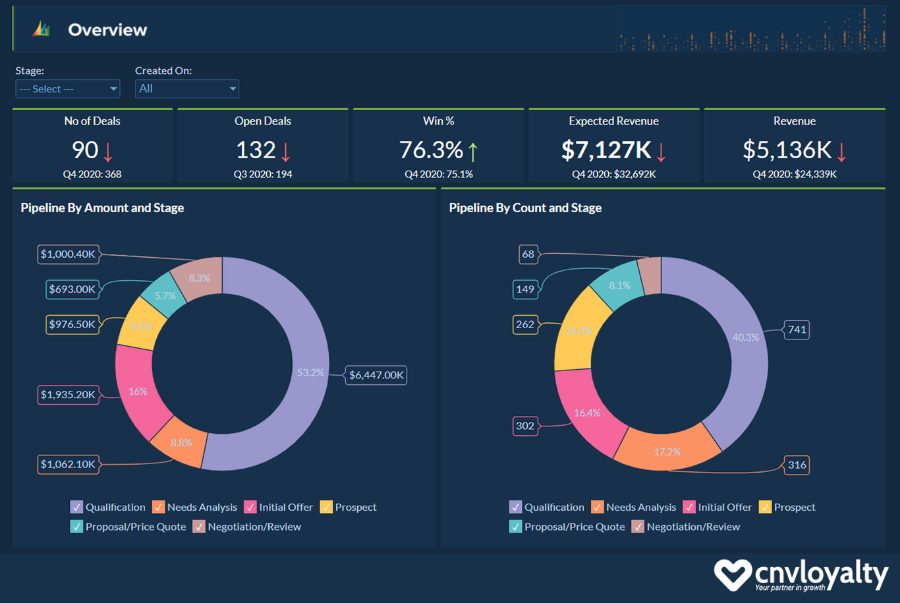 Overview
Stage:
Created On:
--- Select ---
All
No of Deals
90↓
Q4 2020: 368
Open Deals
132↓
Q3 2020: 194
Win %
76.3%↑
Q4 2020: 75.1%
Expected Revenue
$7,127K↓
Q4 2020: $32,692K
Revenue
$5,136K↓
Q4 2020: $24,339K
Pipeline By Amount and Stage
$1,000.40K
$693.00K
$976.50K
$1,935.20K
$1,062.10K
$6,447.00K
8.3%
5.7%
16%
8.8%
53.2%
Qualification
Needs Analysis
Initial Offer
Prospect
Proposal/Price Quote
Negotiation/Review
Pipeline By Count and Stage
68
149
262
302
316
741
8.1%
16.4%
17.2%
40.3%
Qualification
Needs Analysis
Initial Offer
Prospect
Proposal/Price Quote
Negotiation/Review
cnvloyalty
Your partner in growth